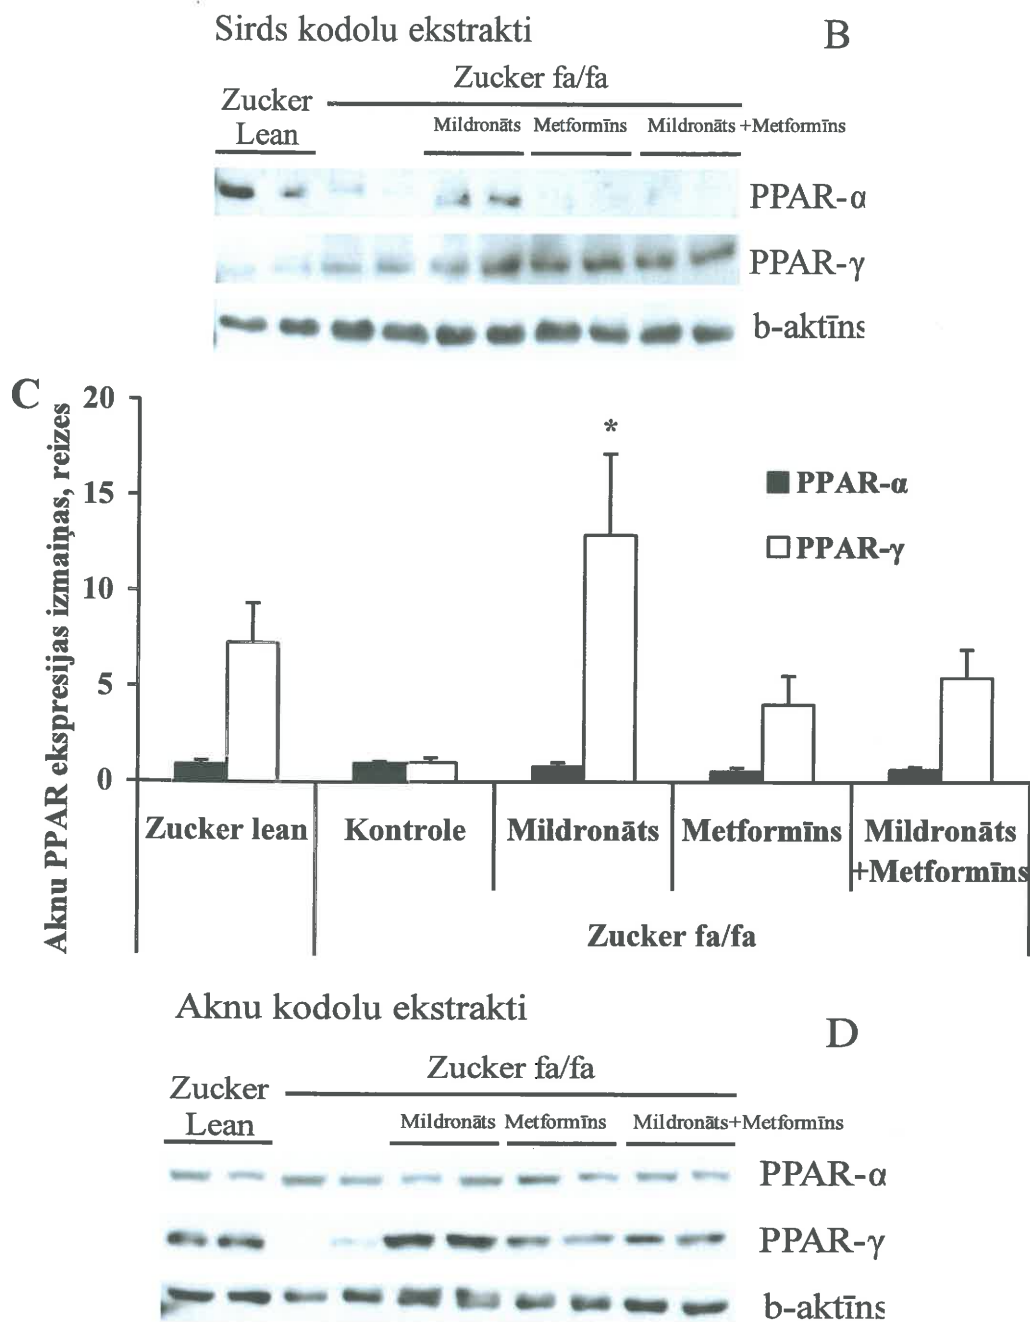 Sirds kodolu ekstrakti
B
Zucker fa/fa
Zucker
Lean
Mildronāts Metformīns Mildronāts +Metformīns
PPAR-α
PPAR-γ
b-aktīns
C
Aknu PPAR ekspresijas izmaiņas, reizes
20
15
10
5
0
*
PPAR-α
PPAR-γ
Zucker lean
Kontrole
Mildronāts
Metformīns
Mildronāts
+Metformīns
Zucker fa/fa
Aknu kodolu ekstrakti
D
Zucker fa/fa
Zucker
Lean
Mildronāts Metformīns Mildronāts+Metformīns
PPAR-α
PPAR-γ
b-aktīns